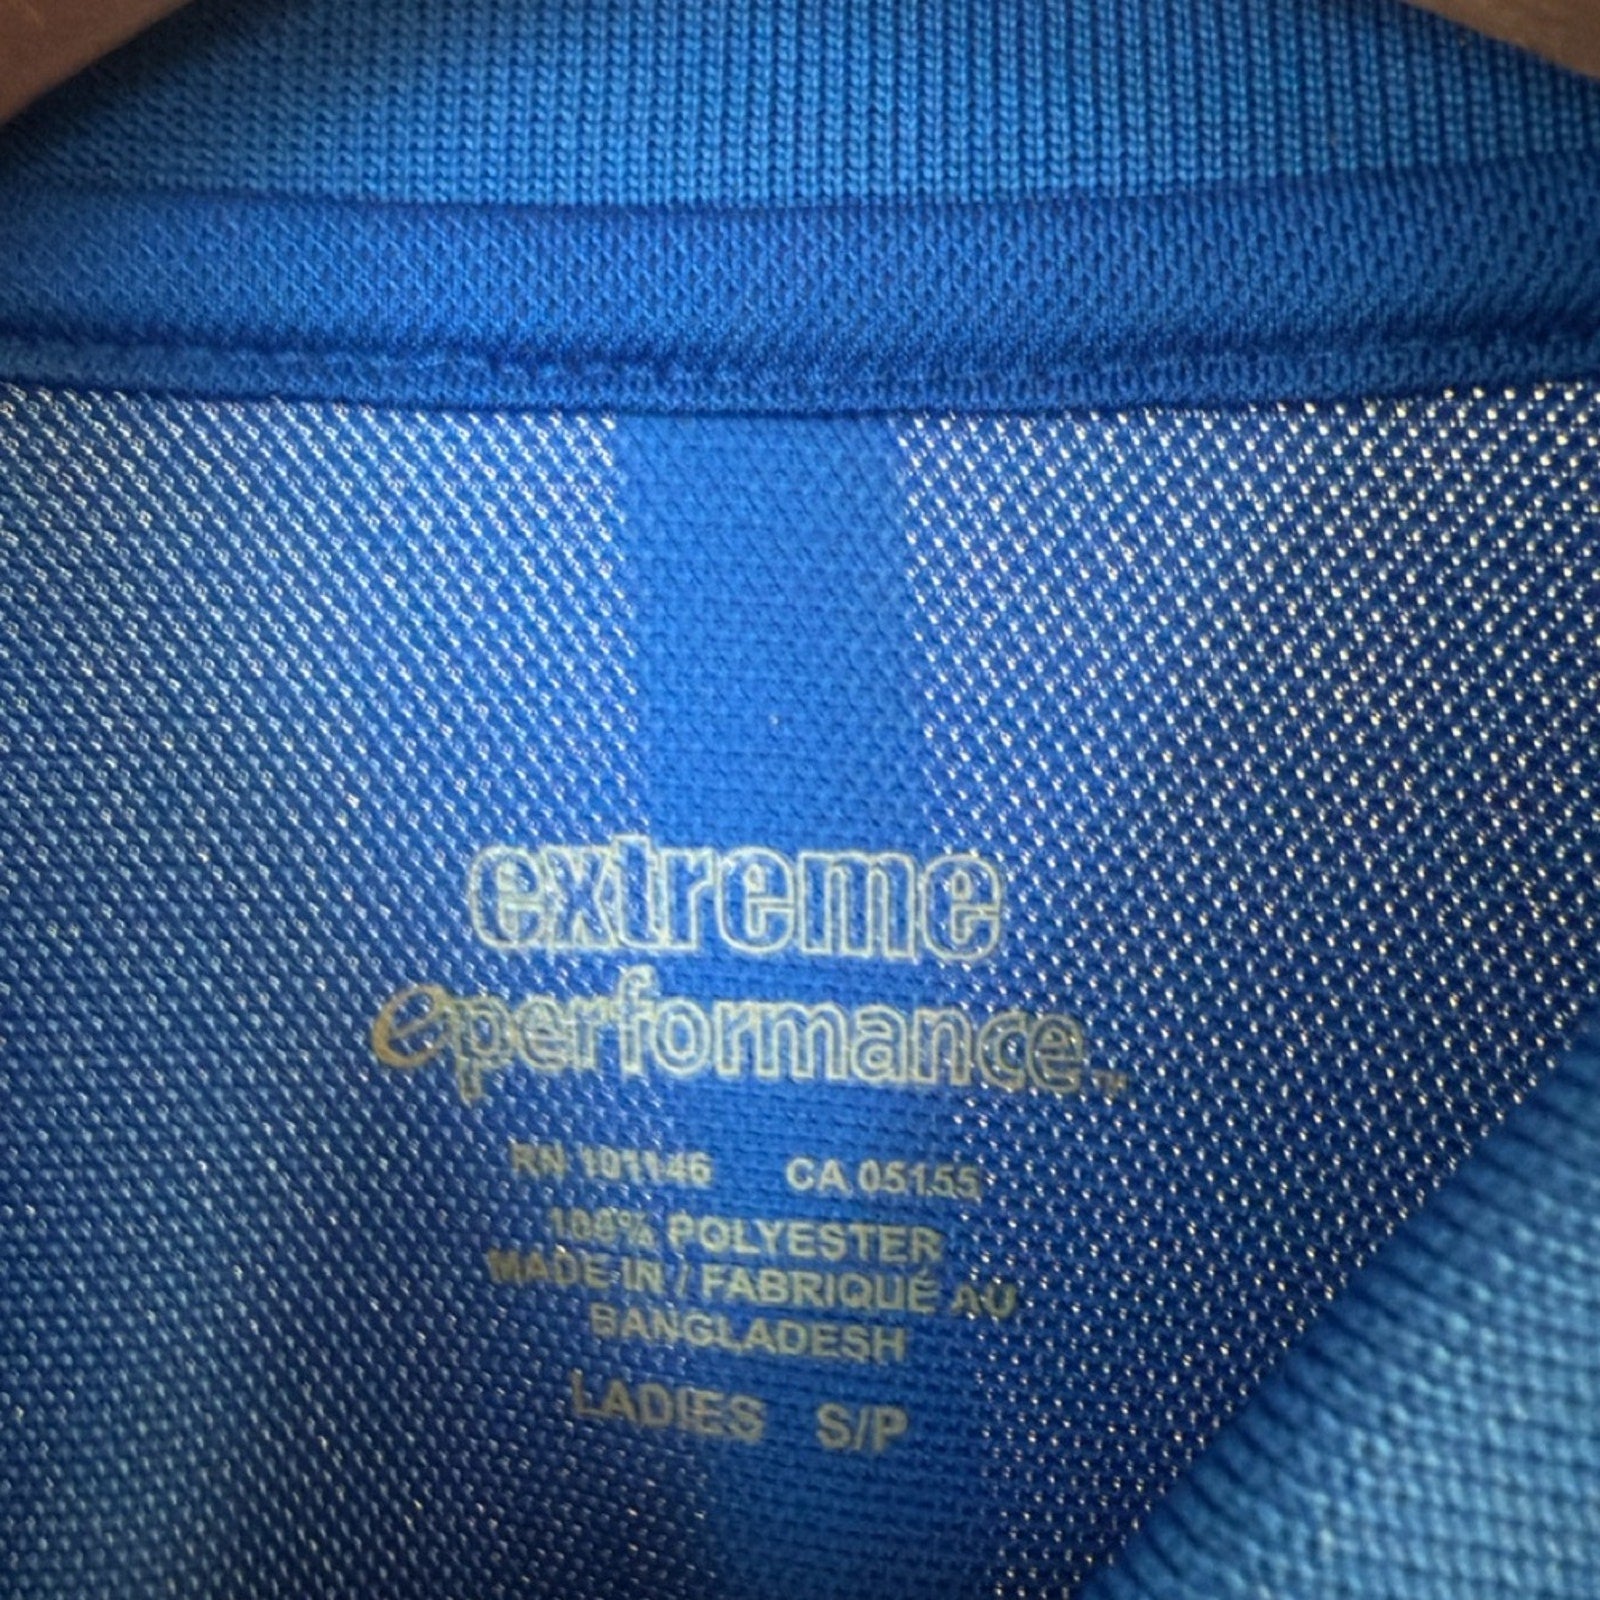 extreme
eperformance™
RN 101146 CA 05155
100% POLYESTER
MADE IN / FABRIQUÉ AU
BANGLADESH
LADIES S/P